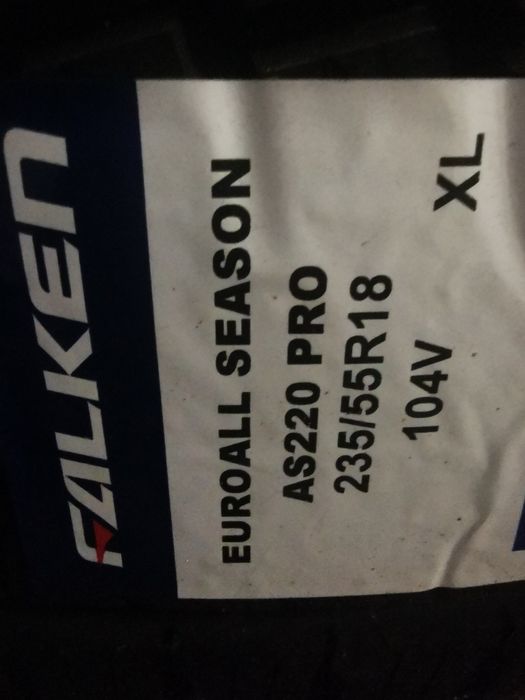 FALKEN
EUROALL SEASON
AS220 PRO
235/55R18
104V XL